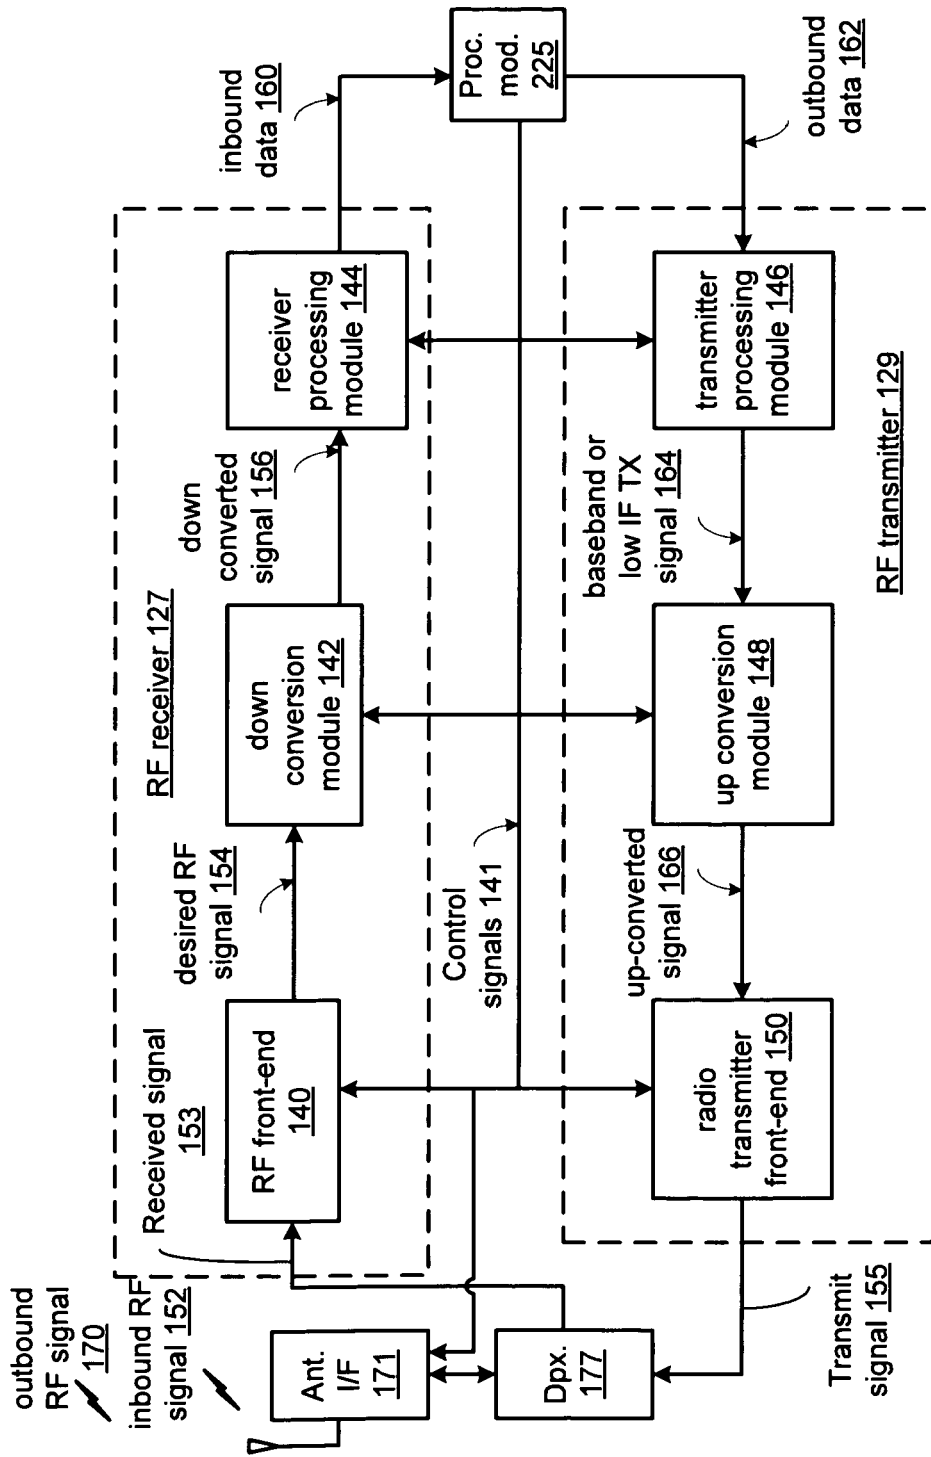 outbound
RF signal
170
inbound RF
signal 152
Received signal
153
RF receiver 127
desired RF
signal 154
down
converted
signal 156
inbound
data 160
Ant.
I/F
171
RF front-end
140
down
conversion
module 142
receiver
processing
module 144
Control
signals 141
Proc.
mod.
225
Dpx.
177
up-converted
signal 166
baseband or
low IF TX
signal 164
radio
transmitter
front-end 150
up conversion
module 148
transmitter
processing
module 146
outbound
data 162
Transmit
signal 155
RF transmitter 129